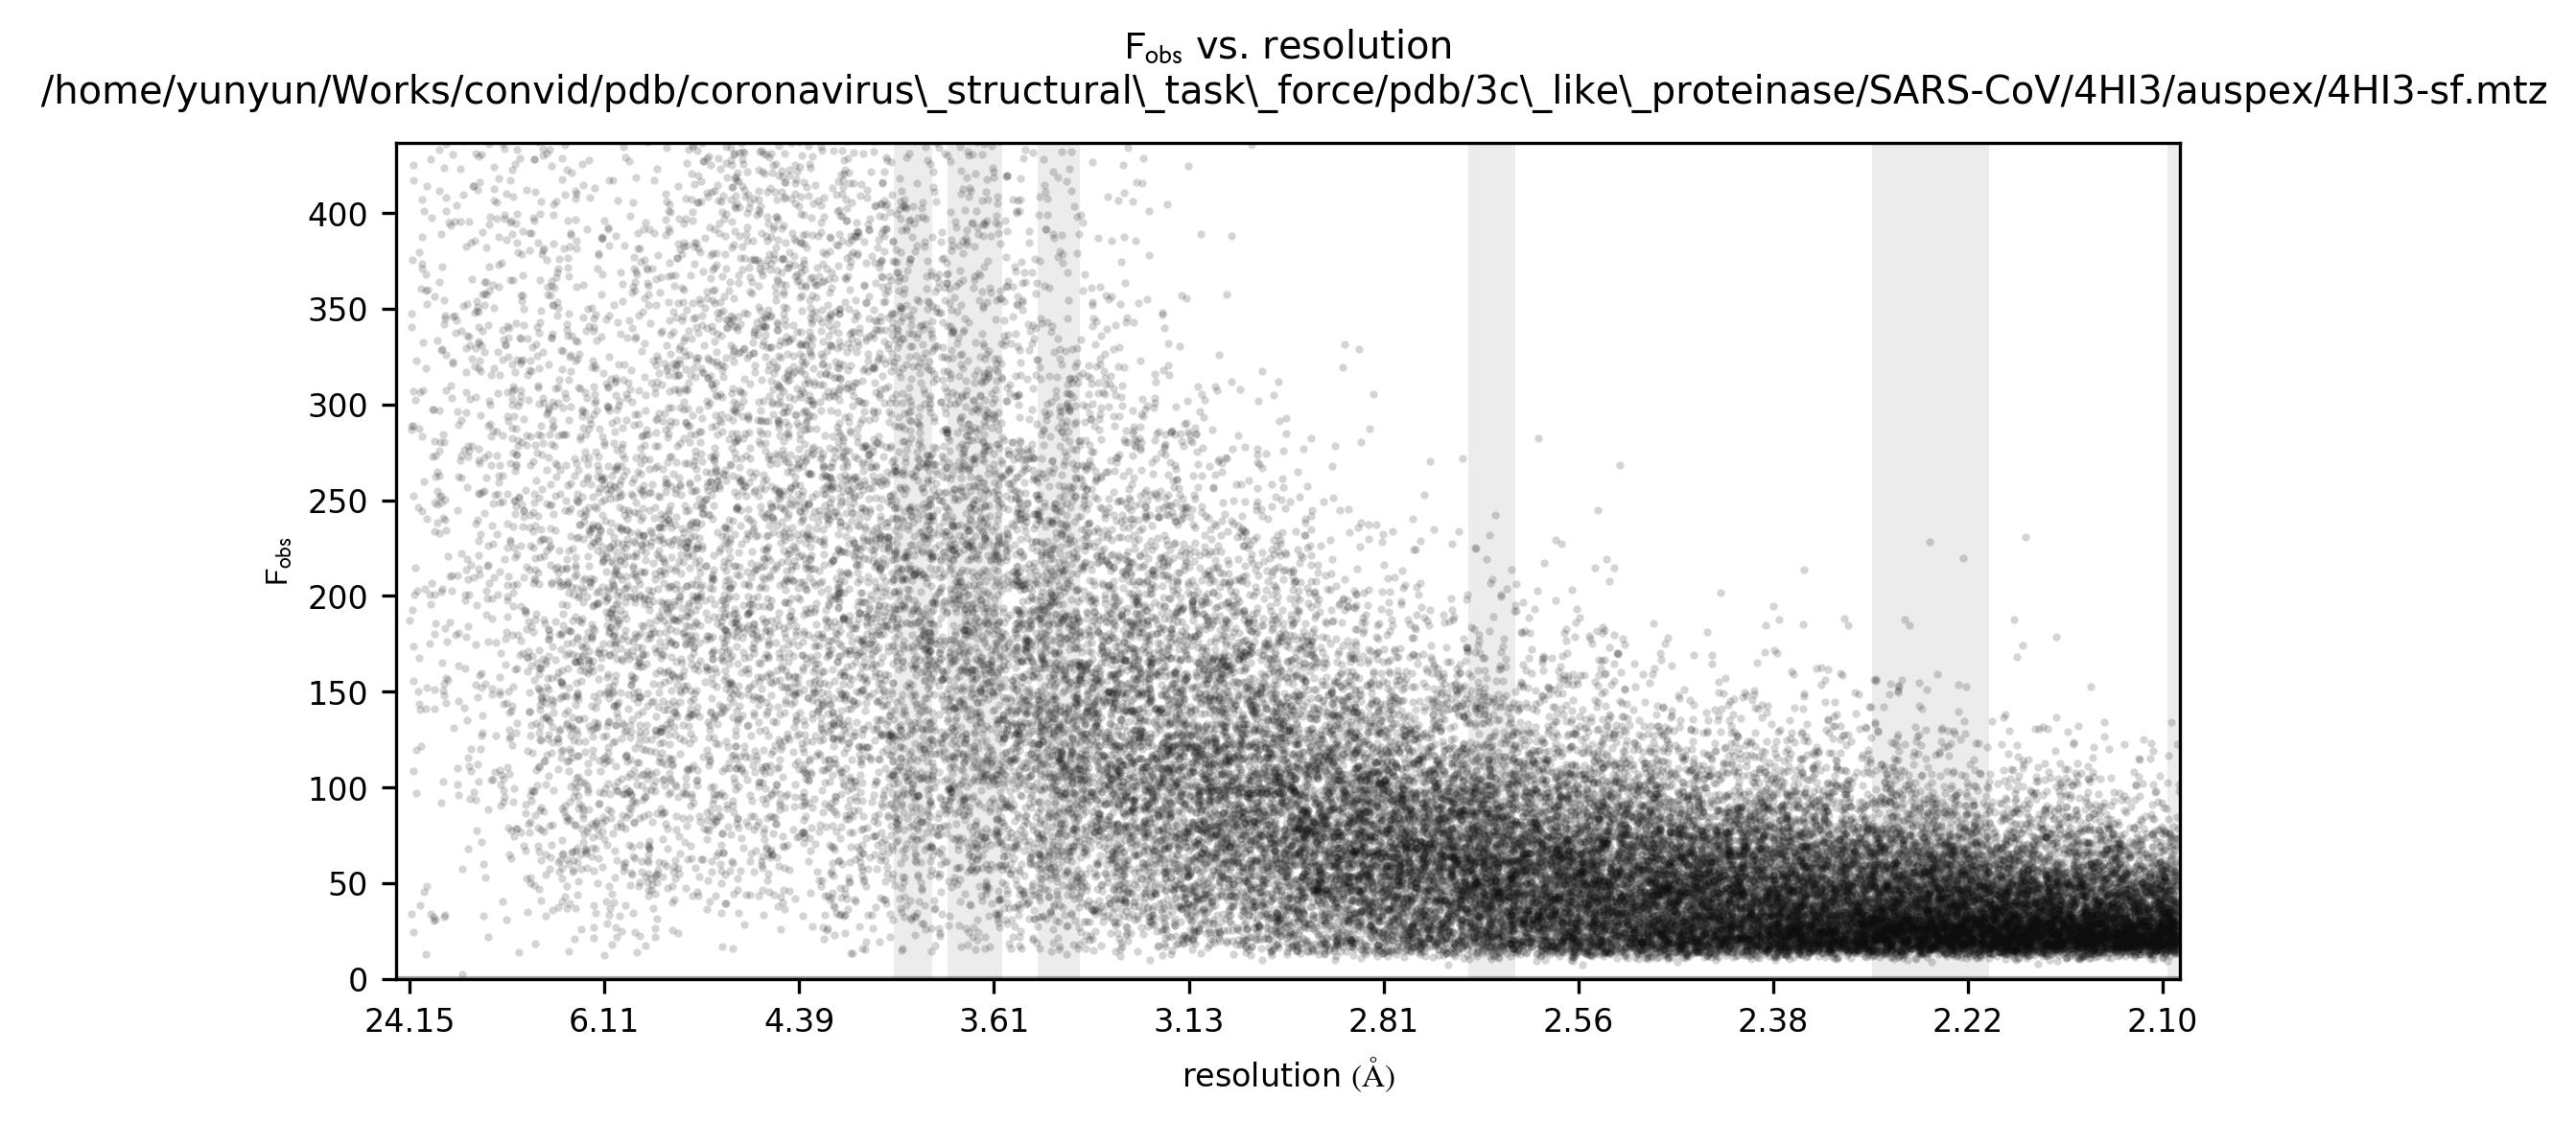 Fobs vs. resolution
/home/yunyun/Works/convid/pdb/coronavirus\_structural\_task\_force/pdb/3c\_like\_proteinase/SARS-CoV/4HI3/auspex/4HI3-sf.mtz
400
350
300
250
200
150
100
50
0
Fobs
24.15 6.11 4.39 3.61 3.13 2.81 2.56 2.38 2.22 2.10
resolution (Å)